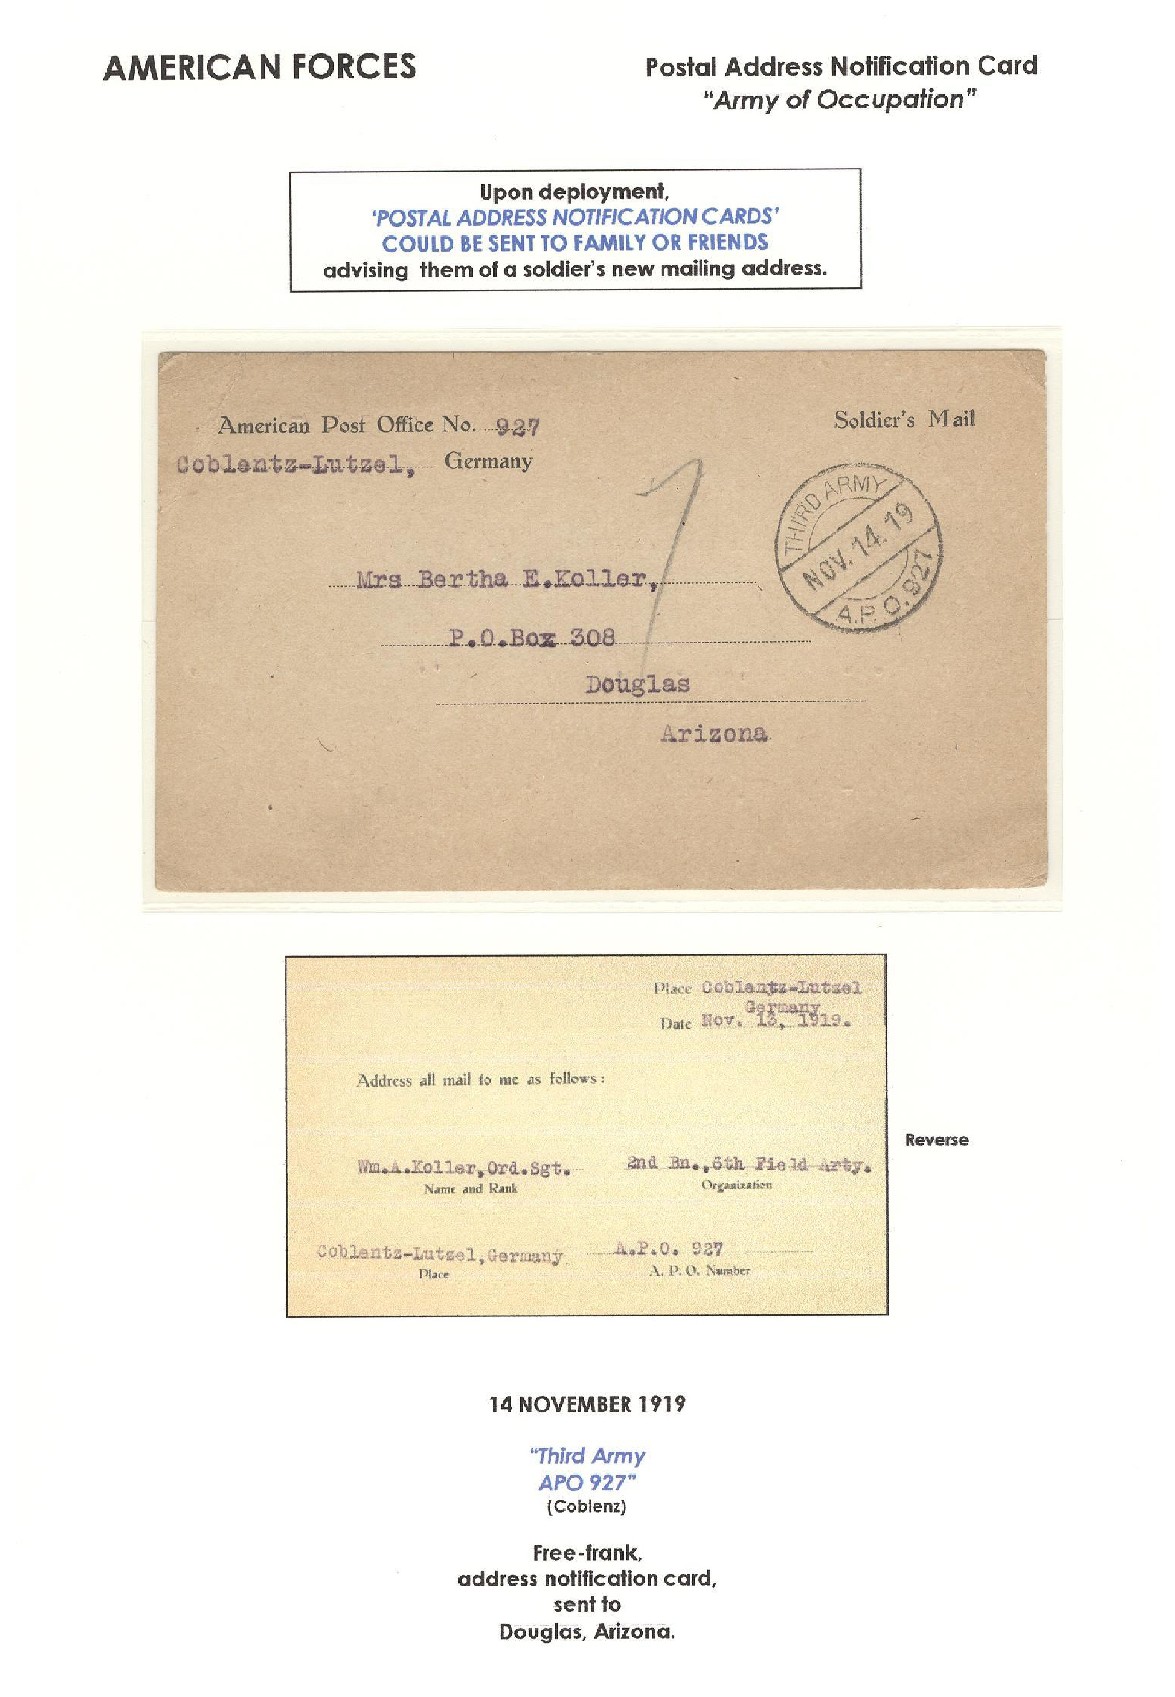 AMERICAN FORCES
Postal Address Notification Card
"Army of Occupation"
Upon deployment,
'POSTAL ADDRESS NOTIFICATION CARDS'
COULD BE SENT TO FAMILY OR FRIENDS
advising them of a soldier's new mailing address.
American Post Office No. 927
Soldier's Mail
Coblentz-Lutzel, Germany
THIRD ARMY
NOV. 14. 19
A.P.O. 927
Mrs Bertha E.Koller,
P.O.Box 308
Douglas
Arizona
Place Coblentz-Lutzel
Germany
Date Nov. 13, 1919.
Address all mail to me as follows:
Reverse
Wm.A.Koller,Ord.Sgt. 2nd Bn.,6th Field Arty.
Name and Rank Organization
Coblentz-Lutzel,Germany A.P.O. 927
Place A. P. O. Number
14 NOVEMBER 1919
"Third Army
APO 927"
(Coblenz)
Free-frank,
address notification card,
sent to
Douglas, Arizona.